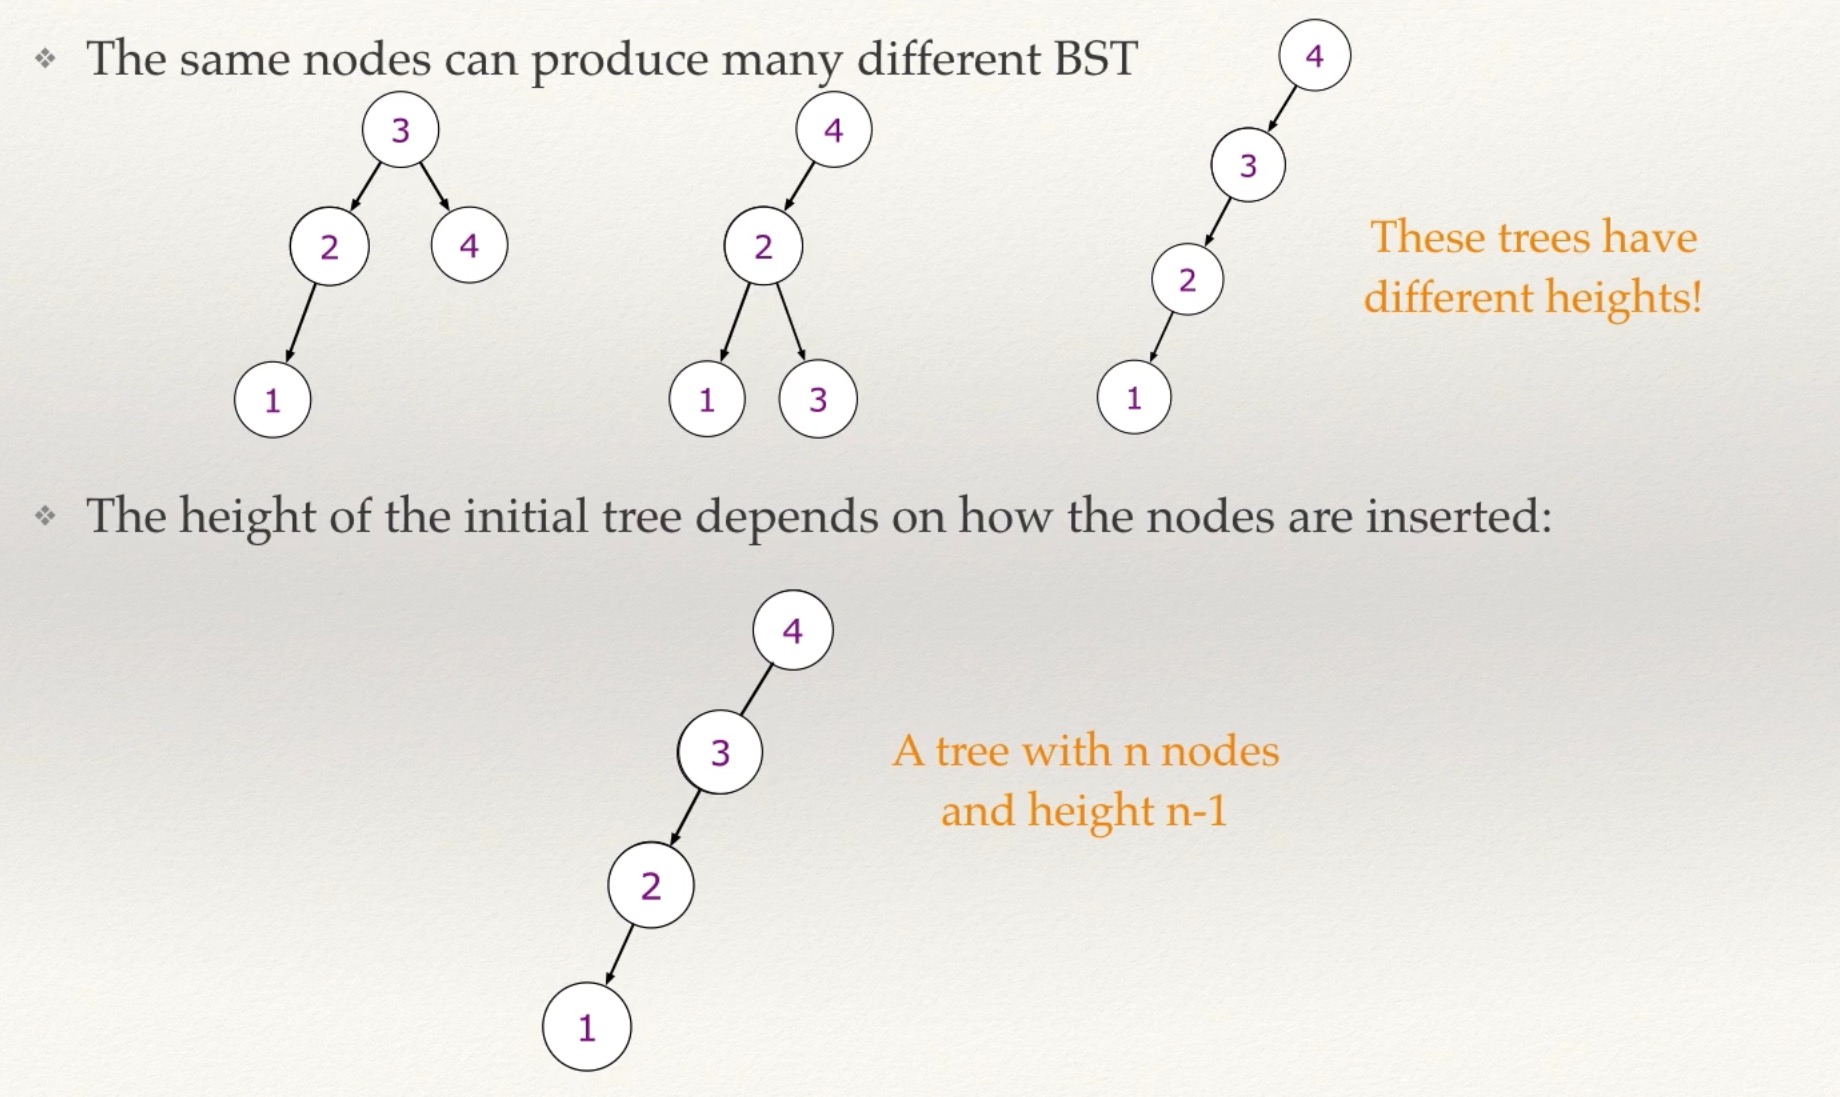 The same nodes can produce many different BST
3
2
4
1
4
2
1
3
4
3
2
1
These trees have
different heights!
The height of the initial tree depends on how the nodes are inserted:
4
3
2
1
A tree with n nodes
and height n-1